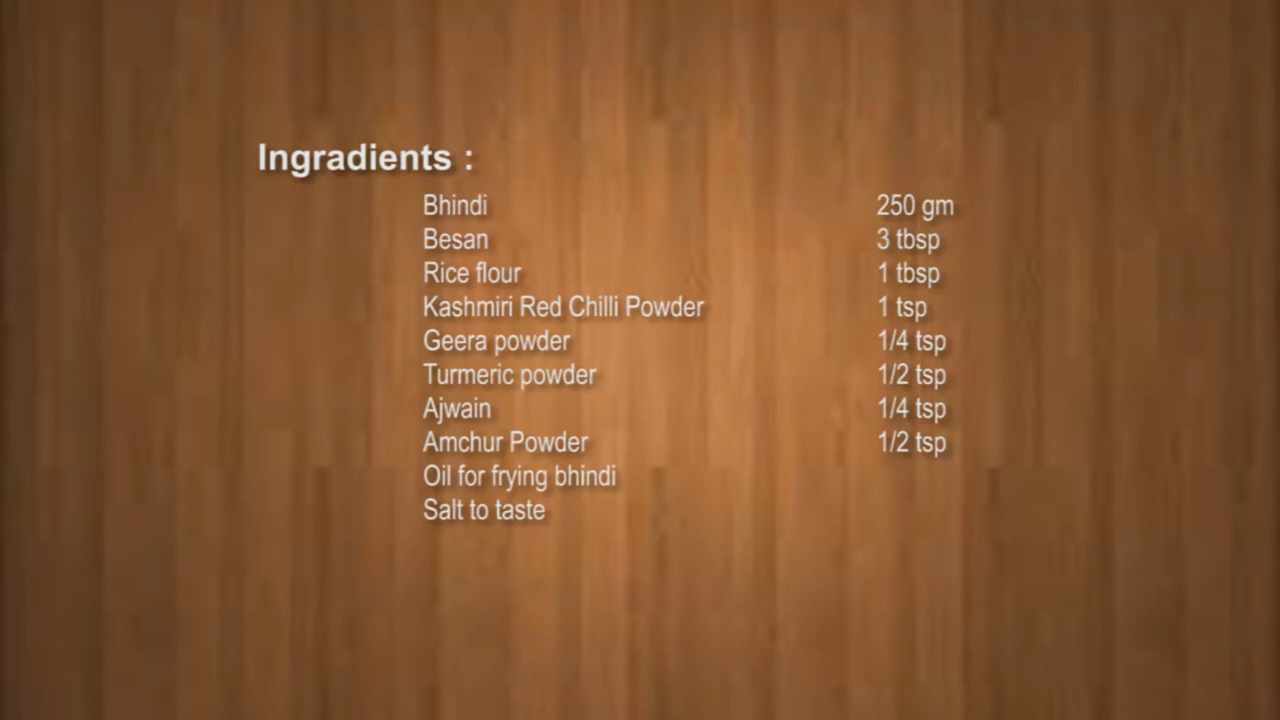 Ingradients :
Bhindi 250 gm
Besan 3 tbsp
Rice flour 1 tbsp
Kashmiri Red Chilli Powder 1 tsp
Geera powder 1/4 tsp
Turmeric powder 1/2 tsp
Ajwain 1/4 tsp
Amchur Powder 1/2 tsp
Oil for frying bhindi
Salt to taste